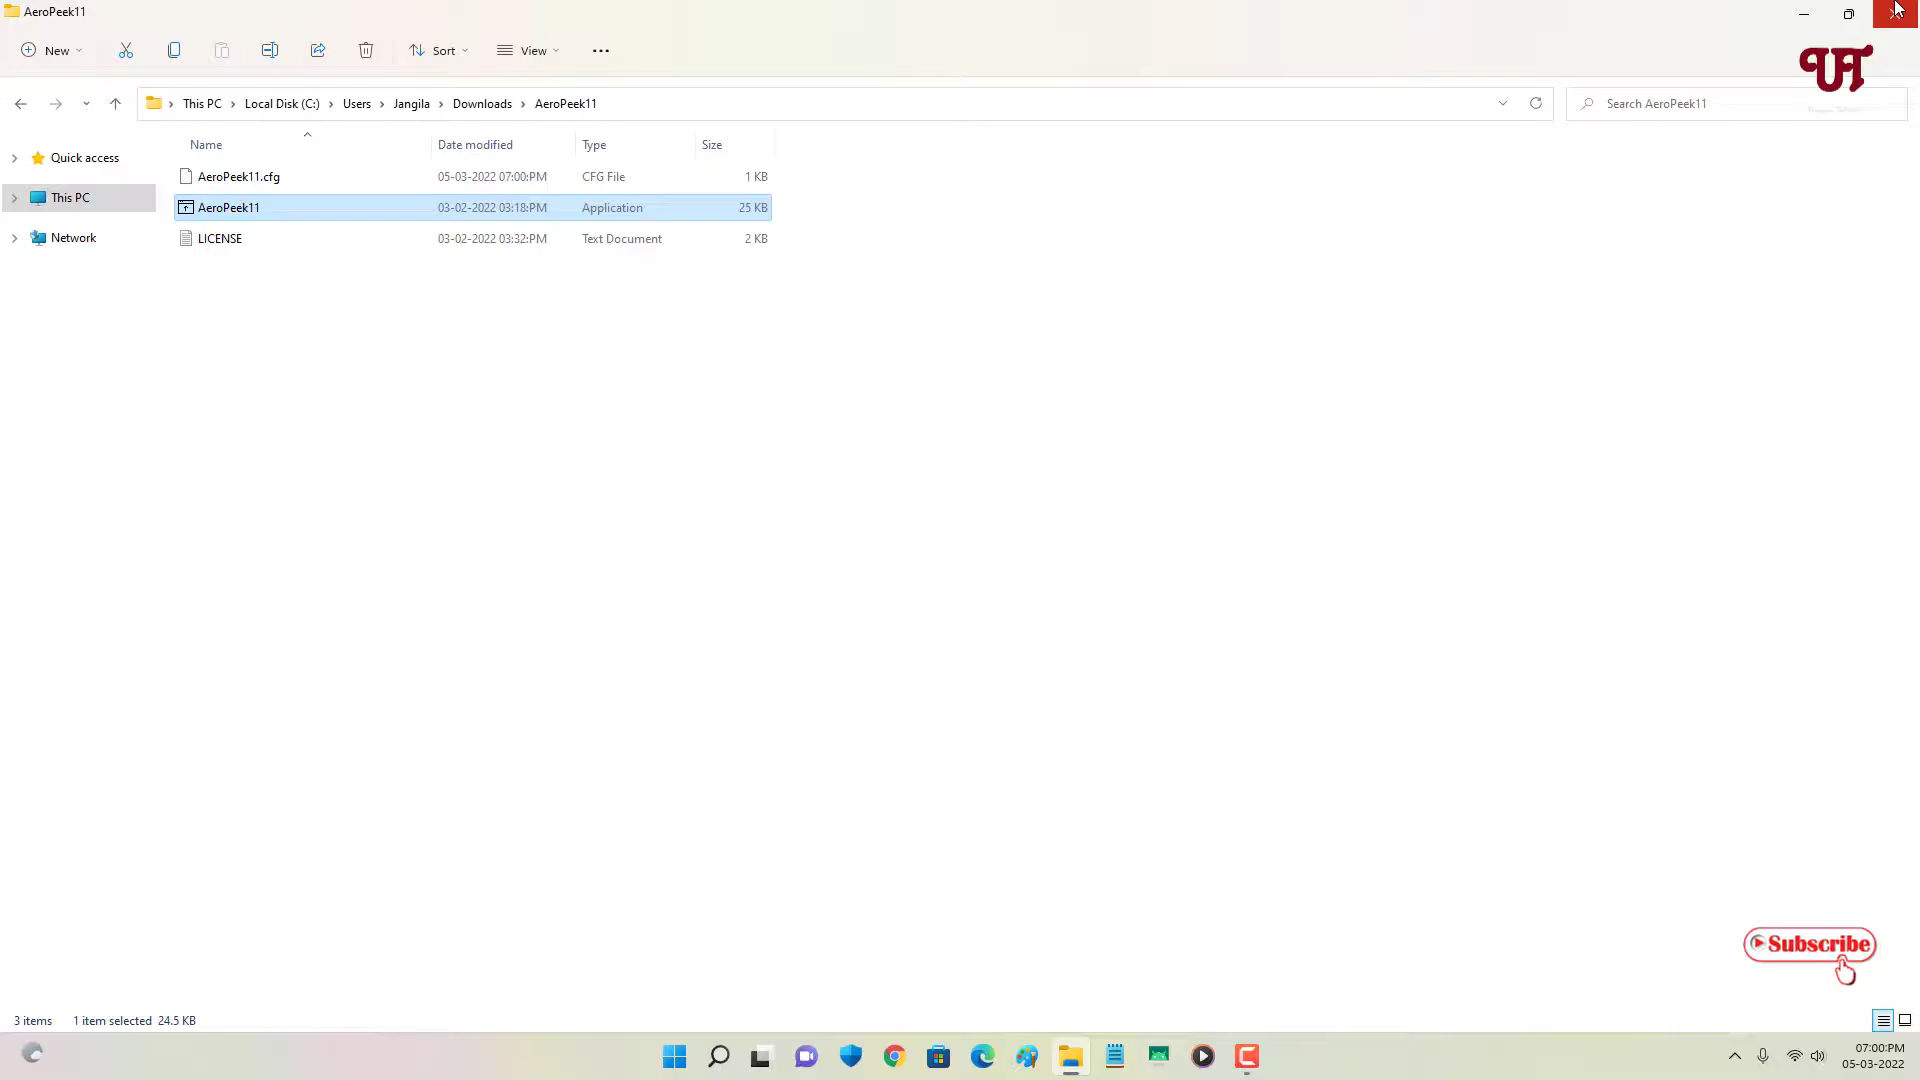 AeroPeek11
New
Sort
View
This PC
Local Disk (C:)
Users
Jangila
Downloads
AeroPeek11
Search AeroPeek11
Name
Date modified
Type
Size
AeroPeek11.cfg
05-03-2022 07:00:PM
CFG File
1 KB
AeroPeek11
03-02-2022 03:18:PM
Application
25 KB
LICENSE
03-02-2022 03:32:PM
Text Document
2 KB
Quick access
This PC
Network
Subscribe
3 items
1 item selected 24.5 KB
07:00:PM
05-03-2022